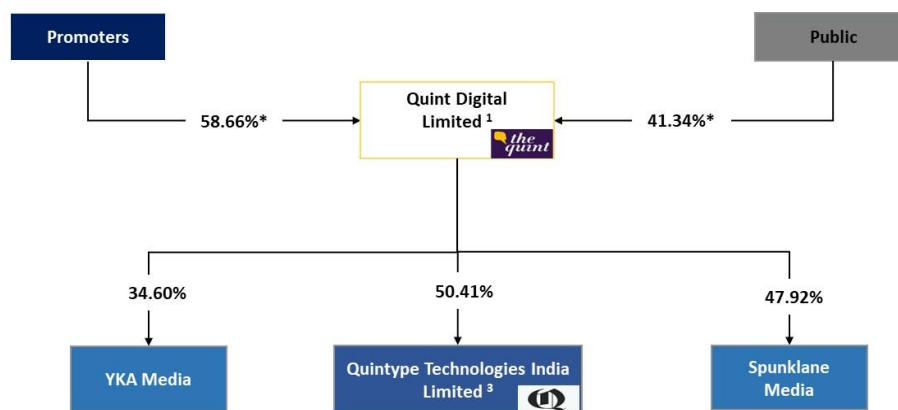 Promoters
Public
Quint Digital
Limited 1
the
quint
58.66%*
41.34%*
34.60%
50.41%
47.92%
YKA Media
Quintype Technologies India
Limited 3
Spunklane
Media